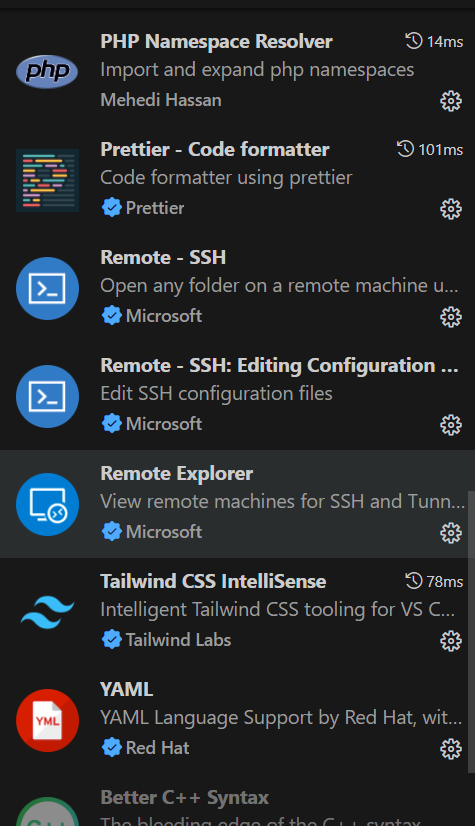 PHP Namespace Resolver 14ms
Import and expand php namespaces
php
Mehedi Hassan
Prettier - Code formatter 101ms
Code formatter using prettier
Prettier
Remote - SSH
Open any folder on a remote machine u...
Microsoft
Remote - SSH: Editing Configuration ...
Edit SSH configuration files
Microsoft
Remote Explorer
View remote machines for SSH and Tunn...
Microsoft
Tailwind CSS IntelliSense 78ms
Intelligent Tailwind CSS tooling for VS C...
Tailwind Labs
YAML
YAML Language Support by Red Hat, wit...
YML
Red Hat
Better C++ Syntax
The bleeding edge of the C++ syntax
C++